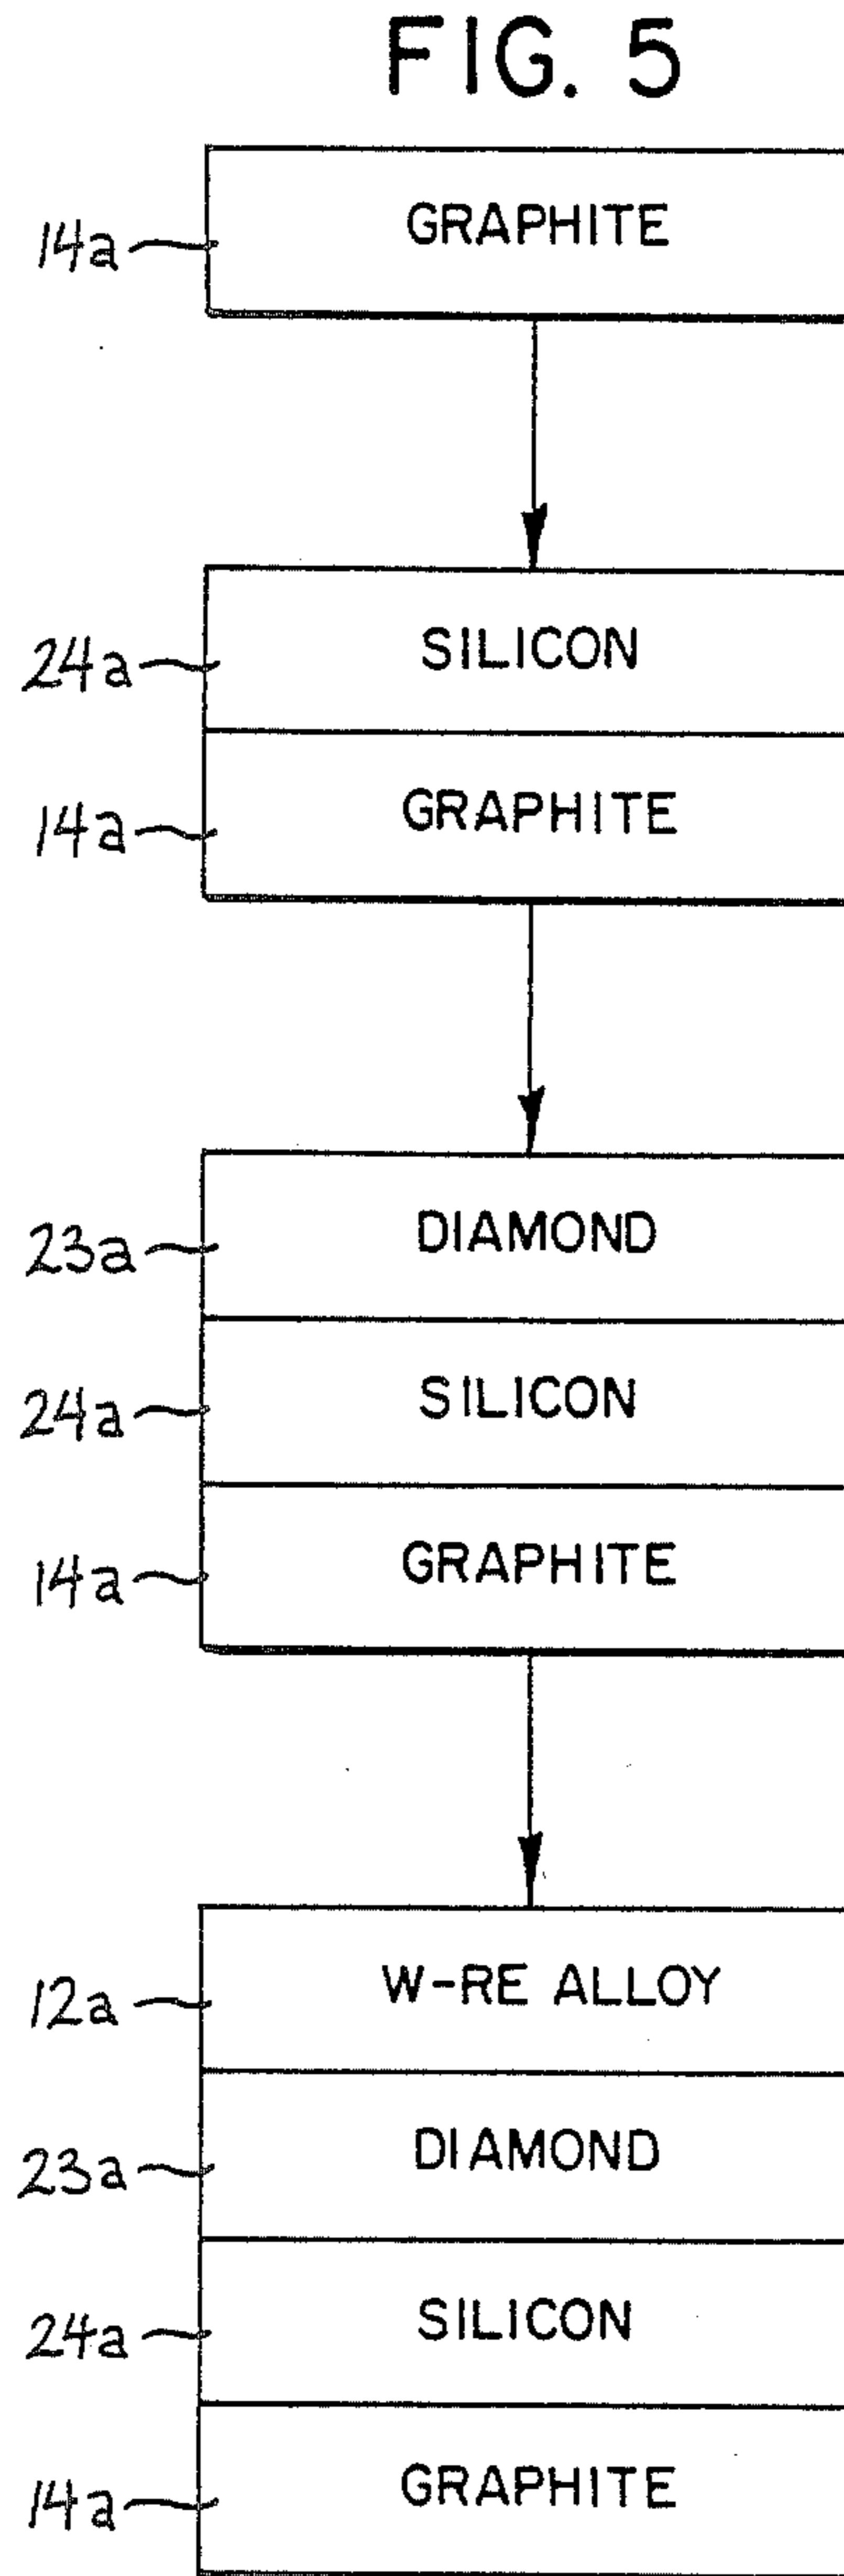 FIG. 5
14a GRAPHITE
24a SILICON
14a GRAPHITE
23a DIAMOND
24a SILICON
14a GRAPHITE
12a W-RE ALLOY
23a DIAMOND
24a SILICON
14a GRAPHITE